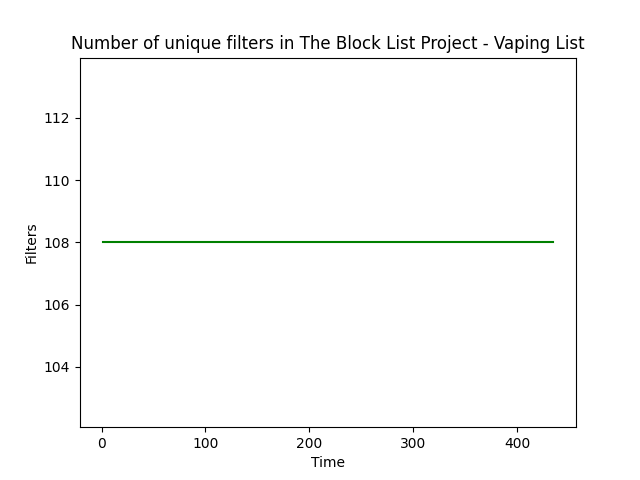 Number of unique filters in The Block List Project - Vaping List
112
110
108
106
104
Filters
0 100 200 300 400
Time